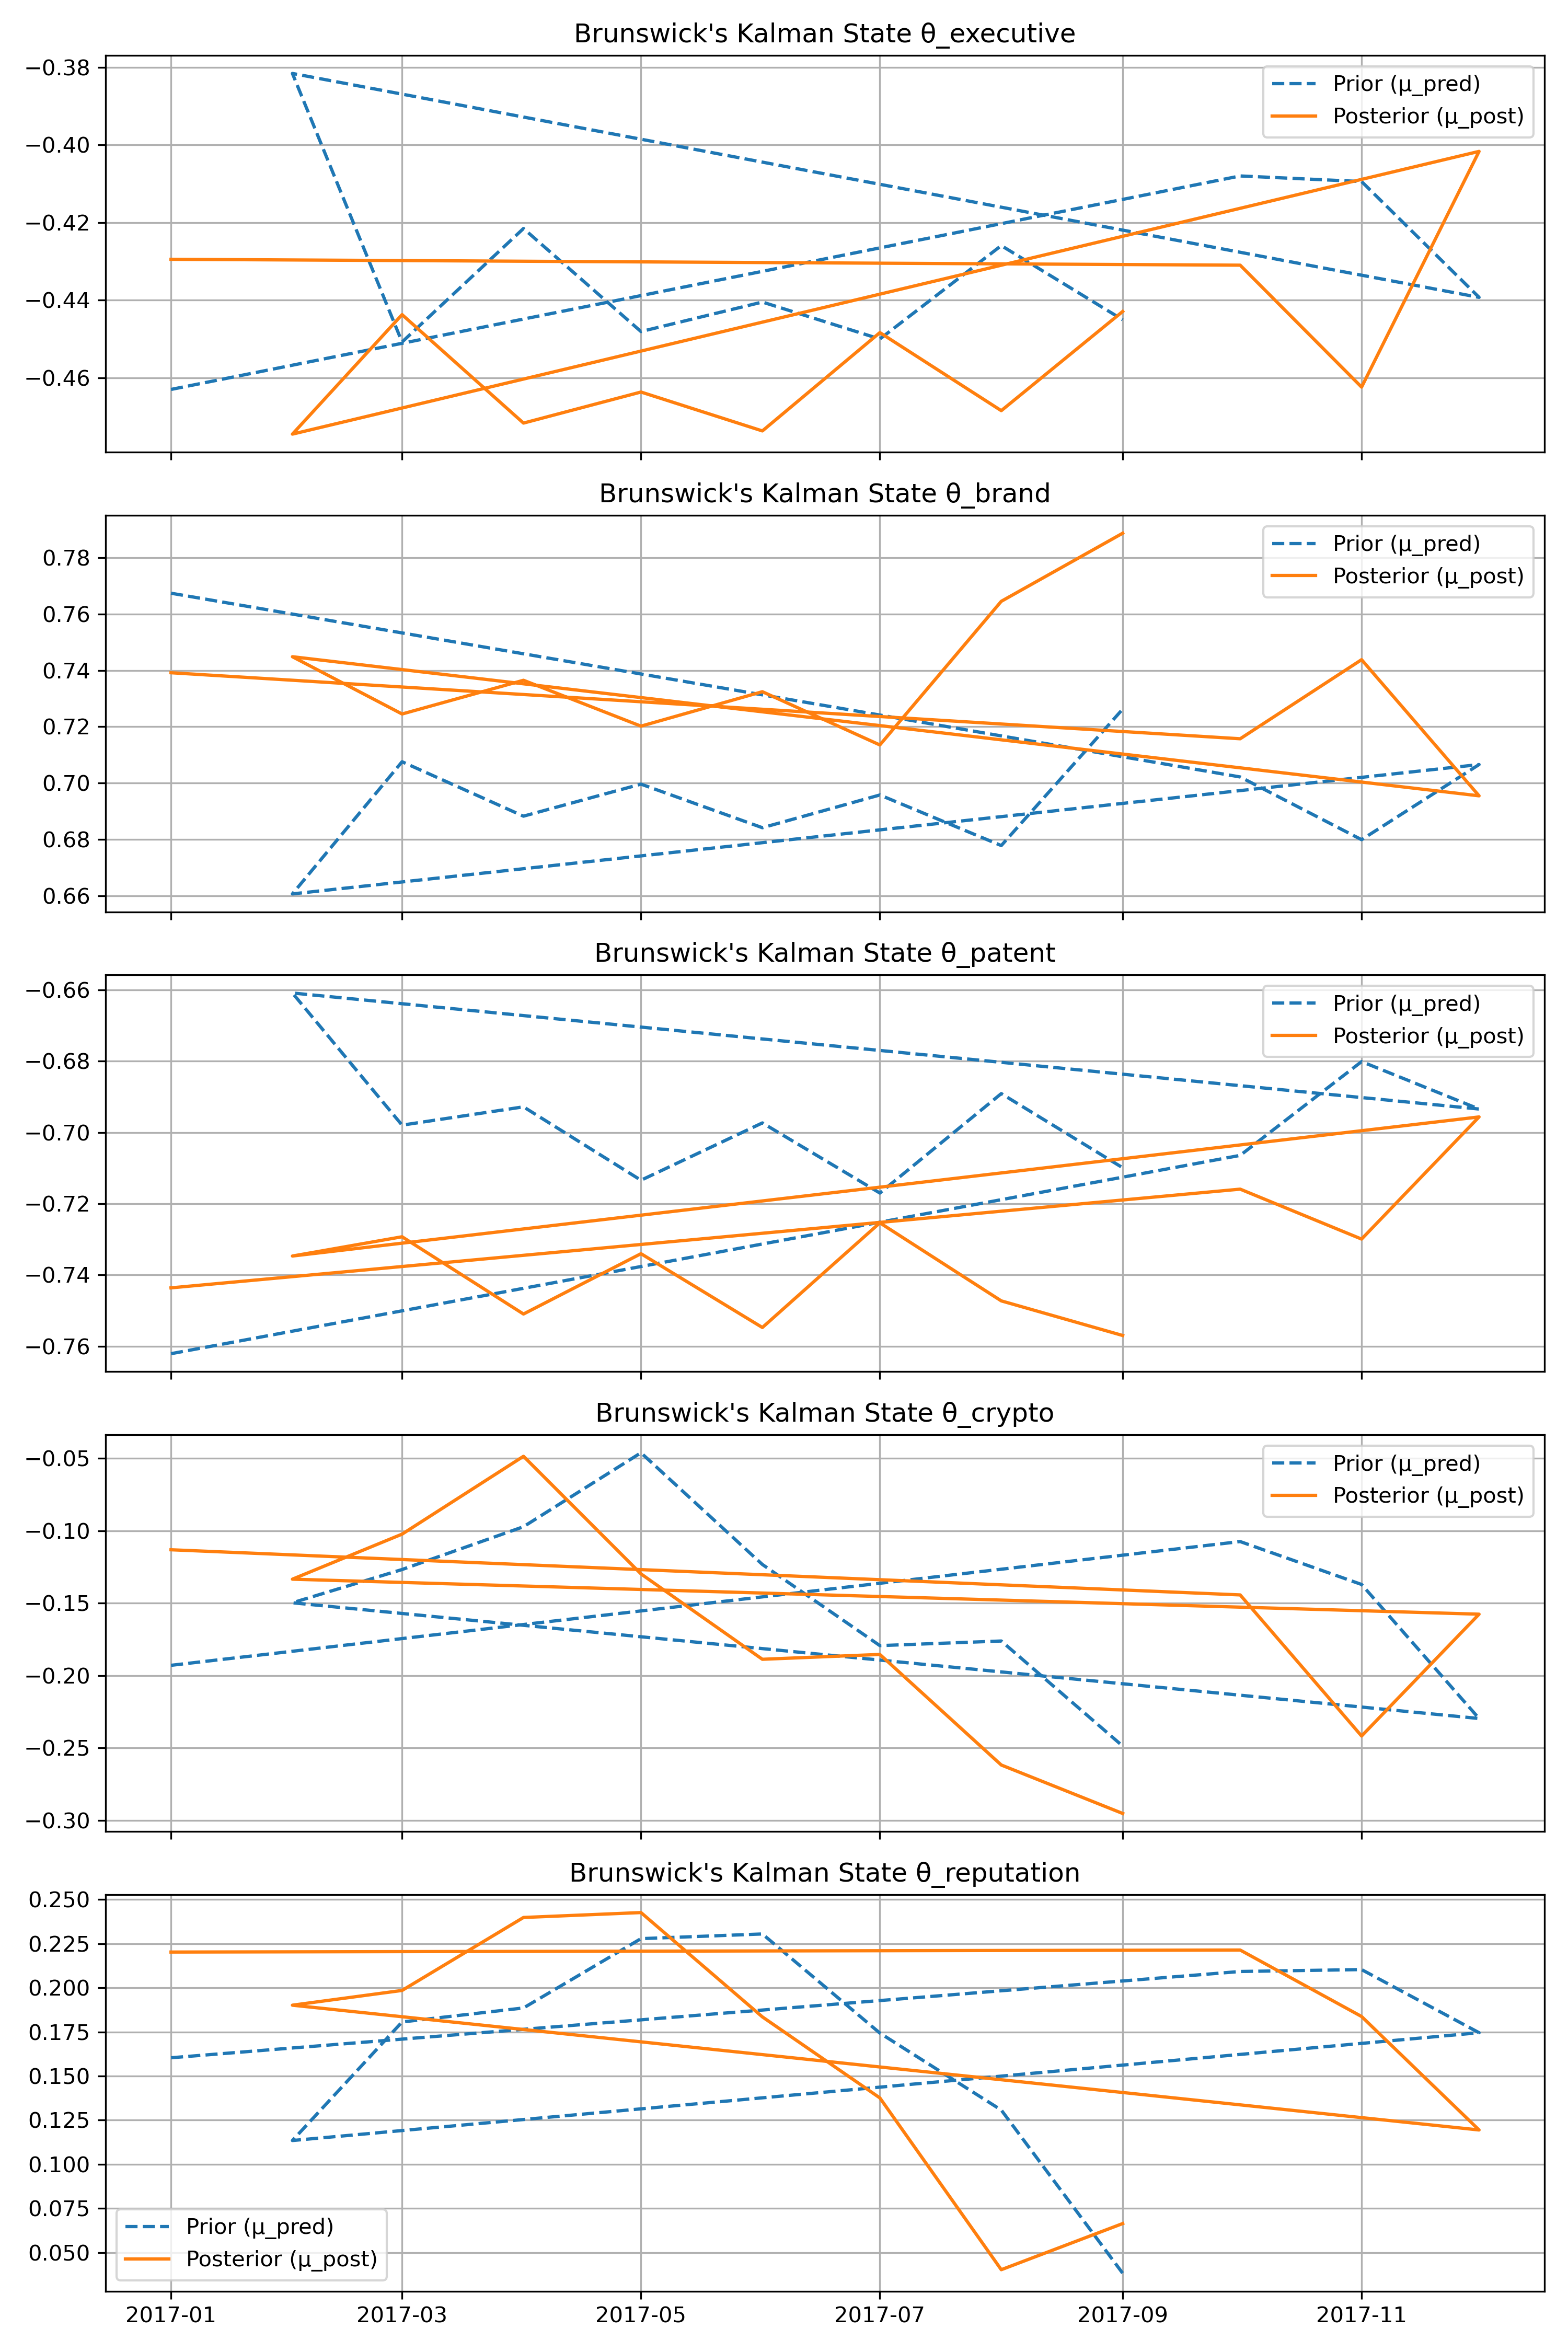 Brunswick's Kalman State θ_executive
−0.38
−0.40
−0.42
−0.44
−0.46
Prior (μ_pred)
Posterior (μ_post)
Brunswick's Kalman State θ_brand
0.78
0.76
0.74
0.72
0.70
0.68
0.66
Prior (μ_pred)
Posterior (μ_post)
Brunswick's Kalman State θ_patent
−0.66
−0.68
−0.70
−0.72
−0.74
−0.76
Prior (μ_pred)
Posterior (μ_post)
Brunswick's Kalman State θ_crypto
−0.05
−0.10
−0.15
−0.20
−0.25
−0.30
Prior (μ_pred)
Posterior (μ_post)
Brunswick's Kalman State θ_reputation
0.250
0.225
0.200
0.175
0.150
0.125
0.100
0.075
0.050
Prior (μ_pred)
Posterior (μ_post)
2017-01 2017-03 2017-05 2017-07 2017-09 2017-11